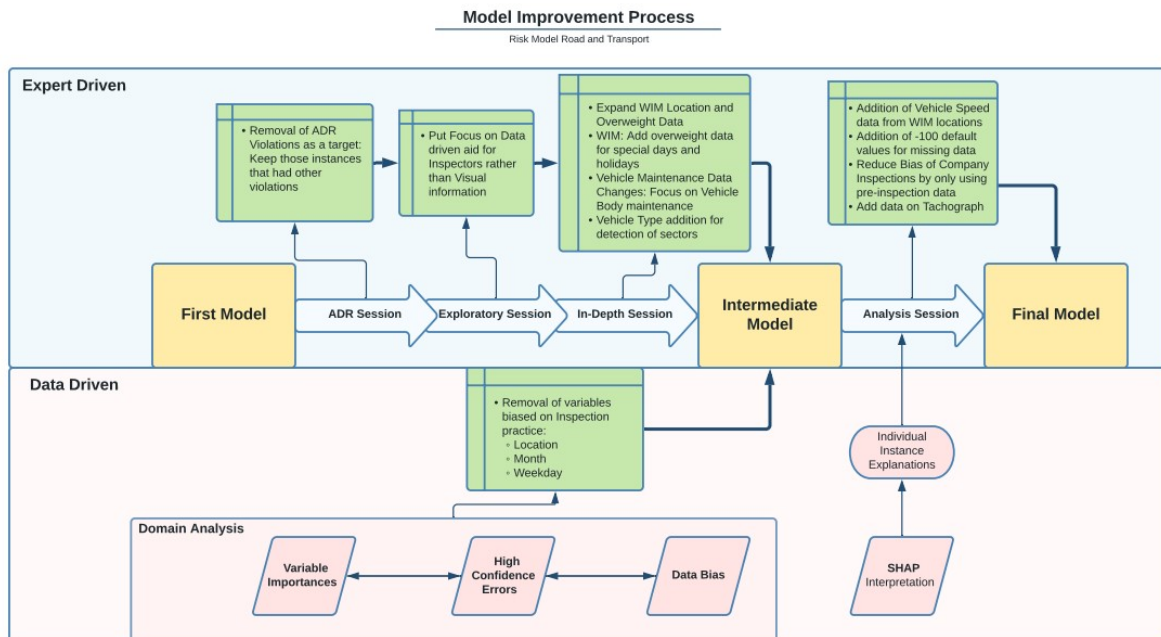 Model Improvement Process
Risk Model Road and Transport
Expert Driven
• Removal of ADR
Violations as a target:
Keep those instances
that had other
violations
• Put Focus on Data
driven aid for
Inspectors rather
than Visual
information
• Expand WIM Location and
Overweight Data
• WIM: Add overweight data
for special days and
holidays
• Vehicle Maintenance Data
Changes: Focus on Vehicle
Body maintenance
• Vehicle Type addition for
detection of sectors
• Addition of Vehicle Speed
data from WIM locations
• Addition of -100 default
values for missing data
• Reduce Bias of Company
Inspections by only using
pre-inspection data
• Add data on Tachograph
First Model
ADR Session
Exploratory Session
In-Depth Session
Intermediate
Model
Analysis Session
Final Model
Data Driven
• Removal of variables
biased on Inspection
practice:
◦ Location
◦ Month
◦ Weekday
Individual
Instance
Explanations
Domain Analysis
Variable
Importances
High
Confidence
Errors
Data Bias
SHAP
Interpretation